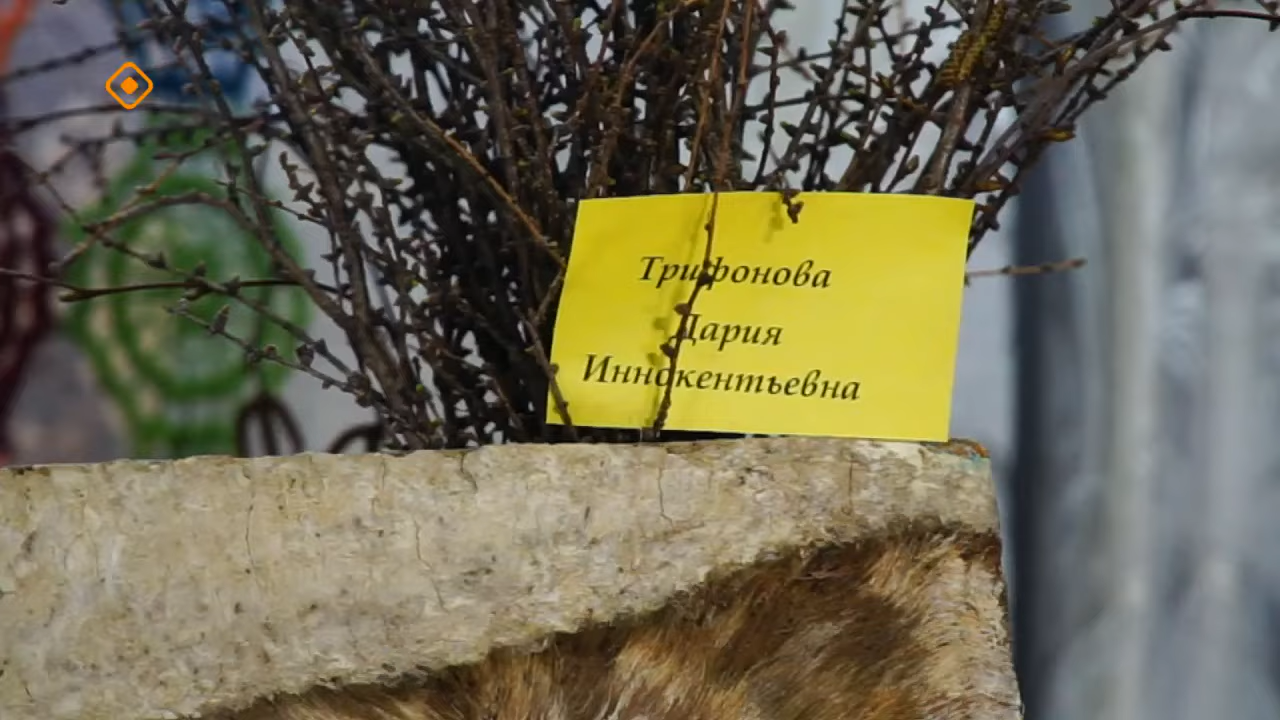 Трифонова
Дария
Иннокентьевна